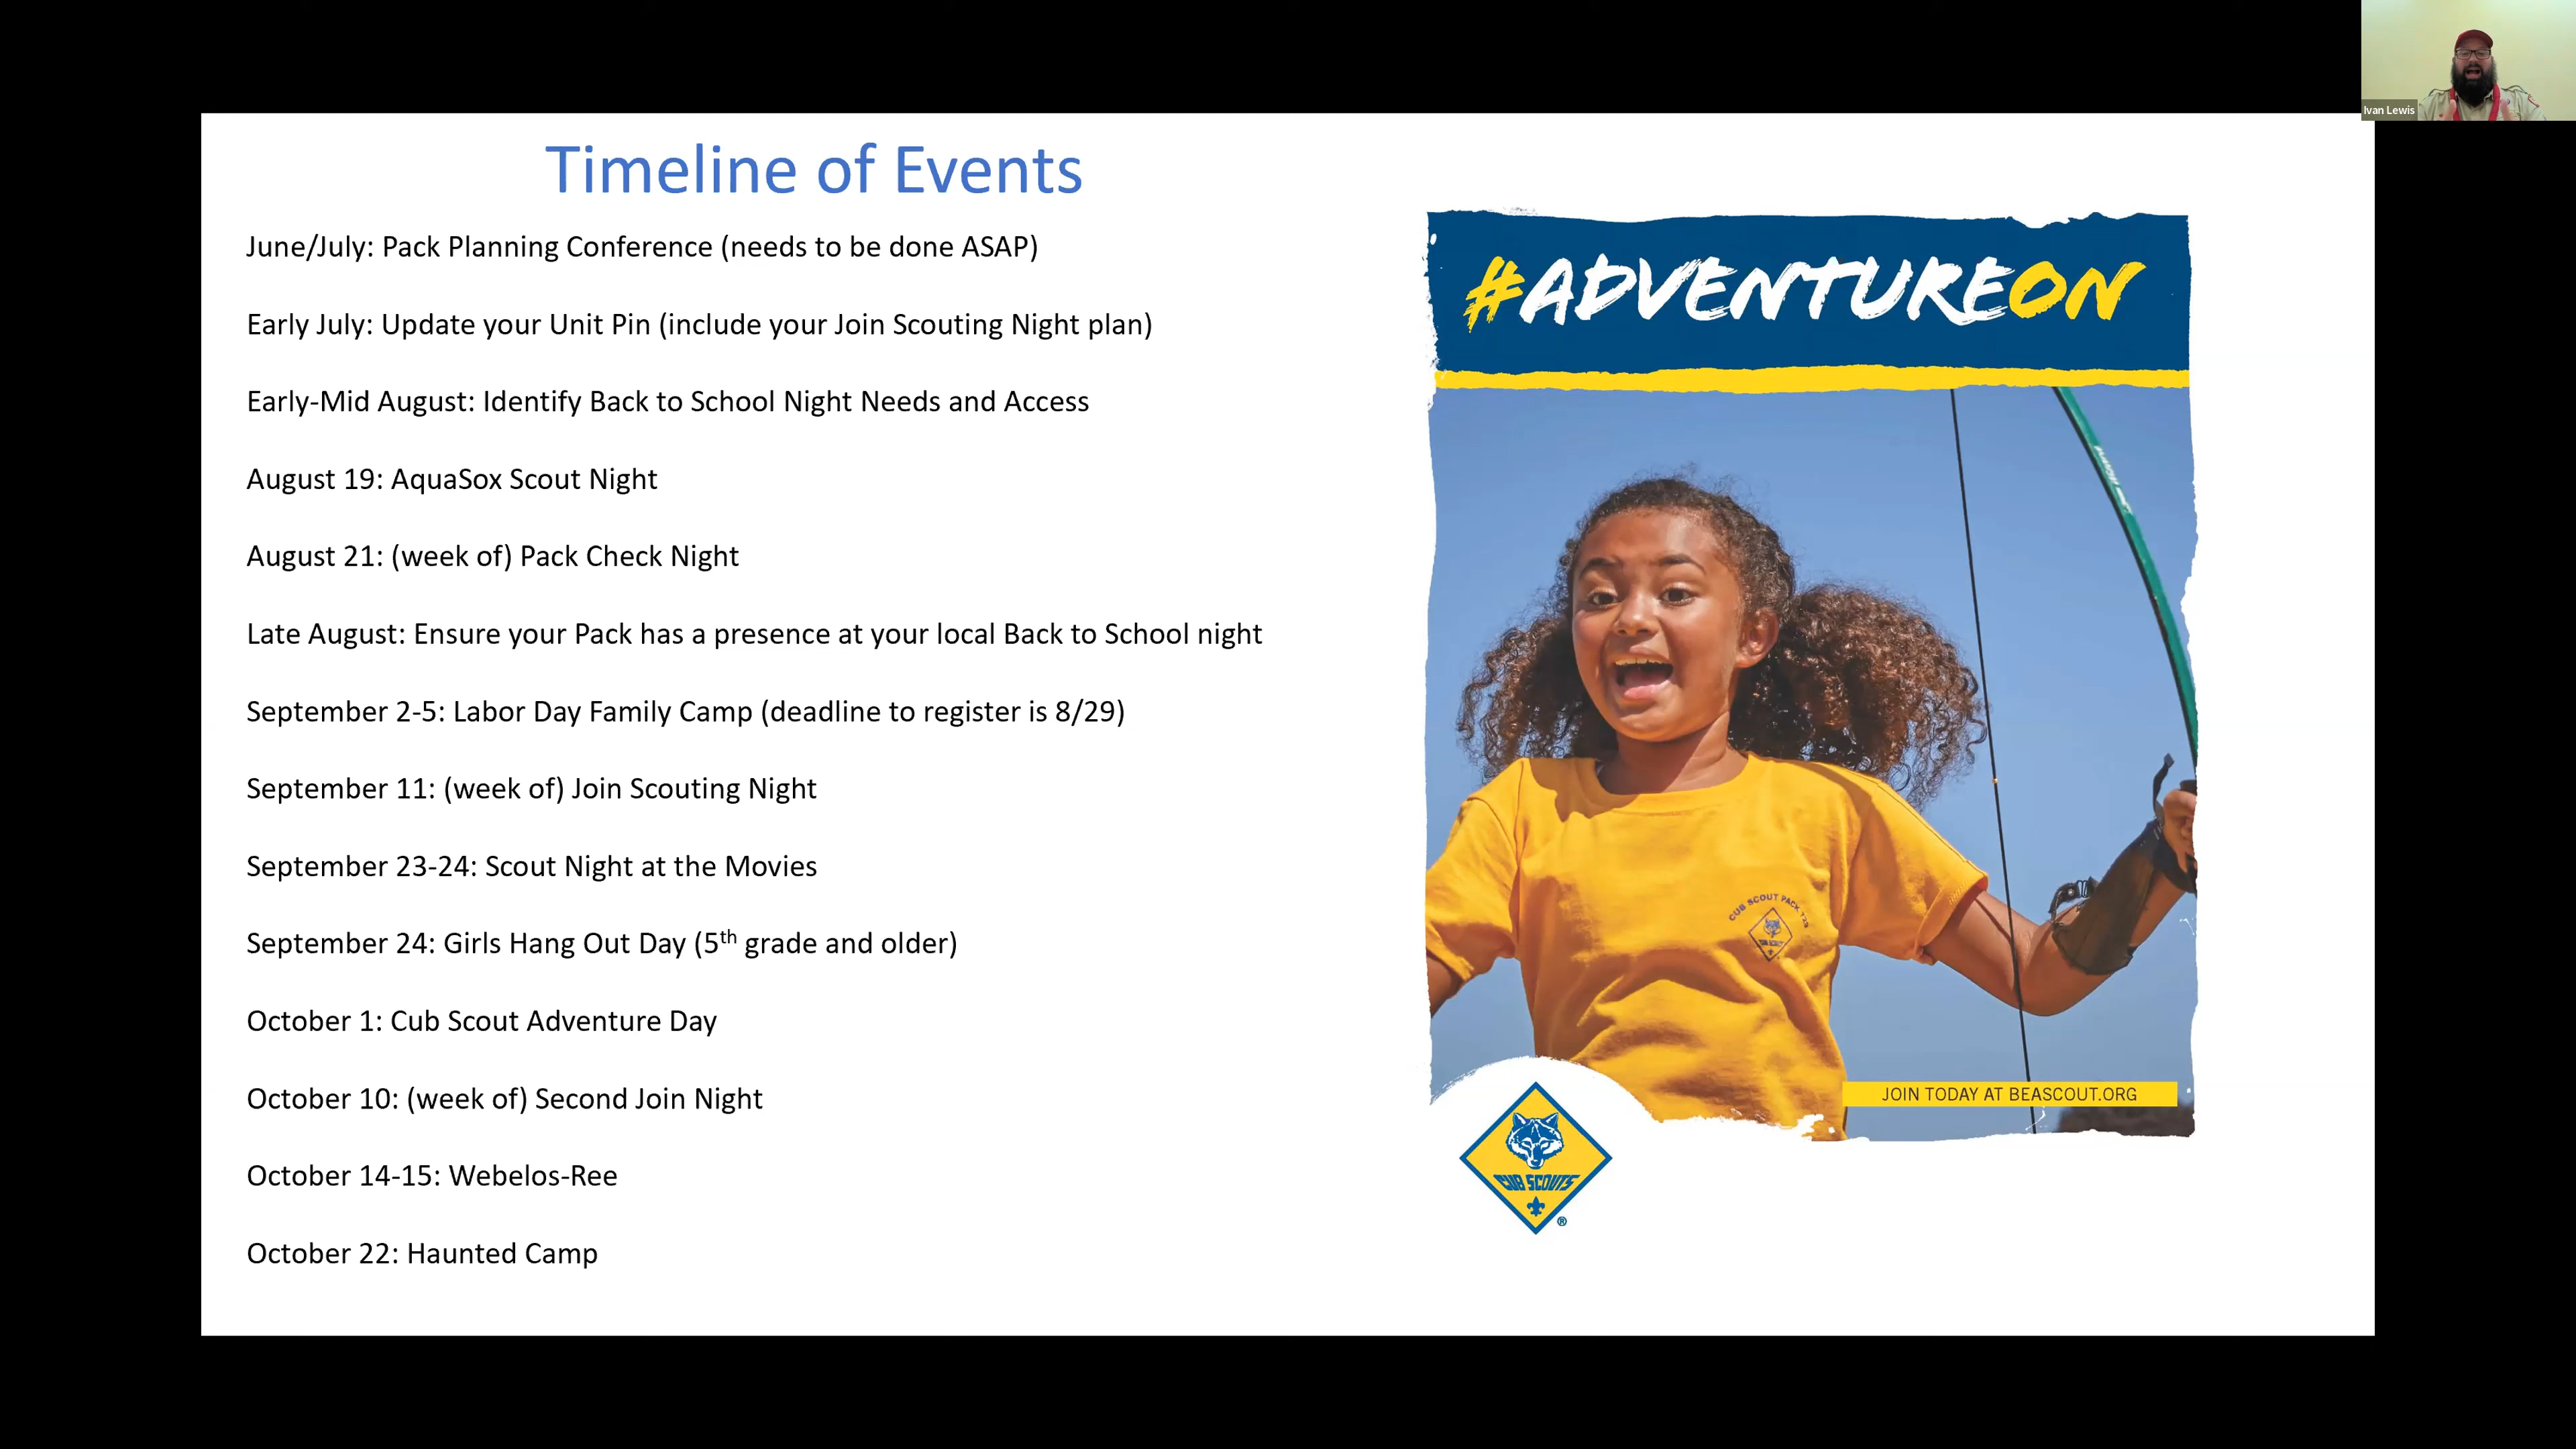 Ivan Lewis
Timeline of Events
June/July: Pack Planning Conference (needs to be done ASAP)
Early July: Update your Unit Pin (include your Join Scouting Night plan)
Early-Mid August: Identify Back to School Night Needs and Access
August 19: AquaSox Scout Night
August 21: (week of) Pack Check Night
Late August: Ensure your Pack has a presence at your local Back to School night
September 2-5: Labor Day Family Camp (deadline to register is 8/29)
September 11: (week of) Join Scouting Night
September 23-24: Scout Night at the Movies
September 24: Girls Hang Out Day (5th grade and older)
October 1: Cub Scout Adventure Day
October 10: (week of) Second Join Night
October 14-15: Webelos-Ree
October 22: Haunted Camp
#ADVENTUREON
CUB SCOUT PACK
JOIN TODAY AT BEASCOUT.ORG
CUB SCOUTS
®